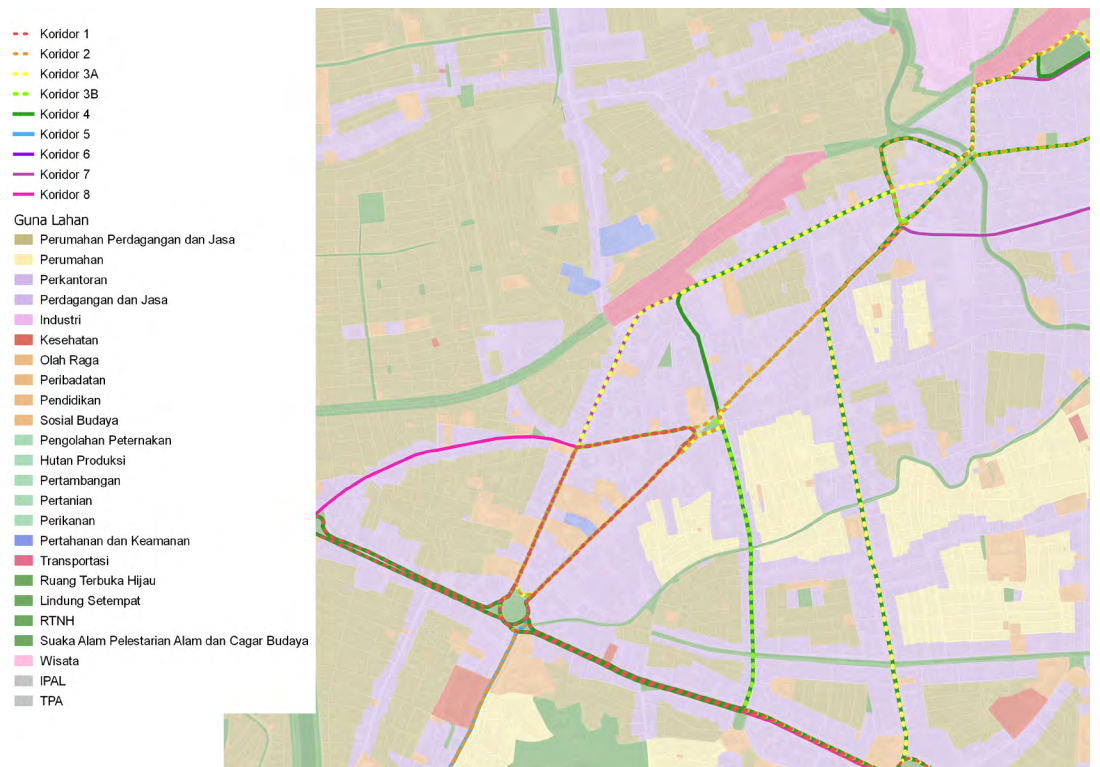 Koridor 1
Koridor 2
Koridor 3A
Koridor 3B
Koridor 4
Koridor 5
Koridor 6
Koridor 7
Koridor 8
Guna Lahan
Perumahan Perdagangan dan Jasa
Perumahan
Perkantoran
Perdagangan dan Jasa
Industri
Kesehatan
Olah Raga
Peribadatan
Pendidikan
Sosial Budaya
Pengolahan Peternakan
Hutan Produksi
Pertambangan
Pertanian
Perikanan
Pertahanan dan Keamanan
Transportasi
Ruang Terbuka Hijau
Lindung Setempat
RTNH
Suaka Alam Pelestarian Alam dan Cagar Budaya
Wisata
IPAL
TPA